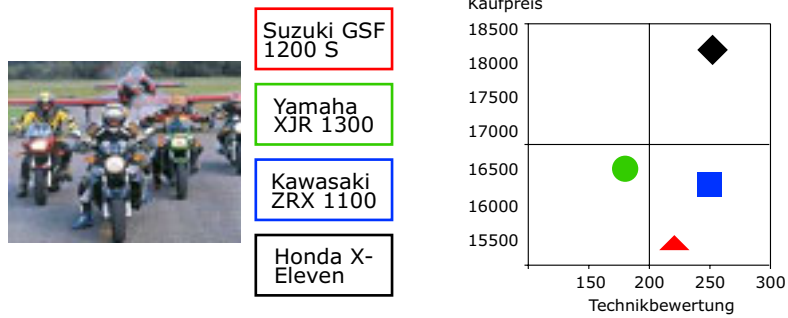 Suzuki GSF
1200 S
Yamaha
XJR 1300
Kawasaki
ZRX 1100
Honda X-
Eleven
Kaufpreis
18500
18000
17500
17000
16500
16000
15500
150 200 250 300
Technikbewertung